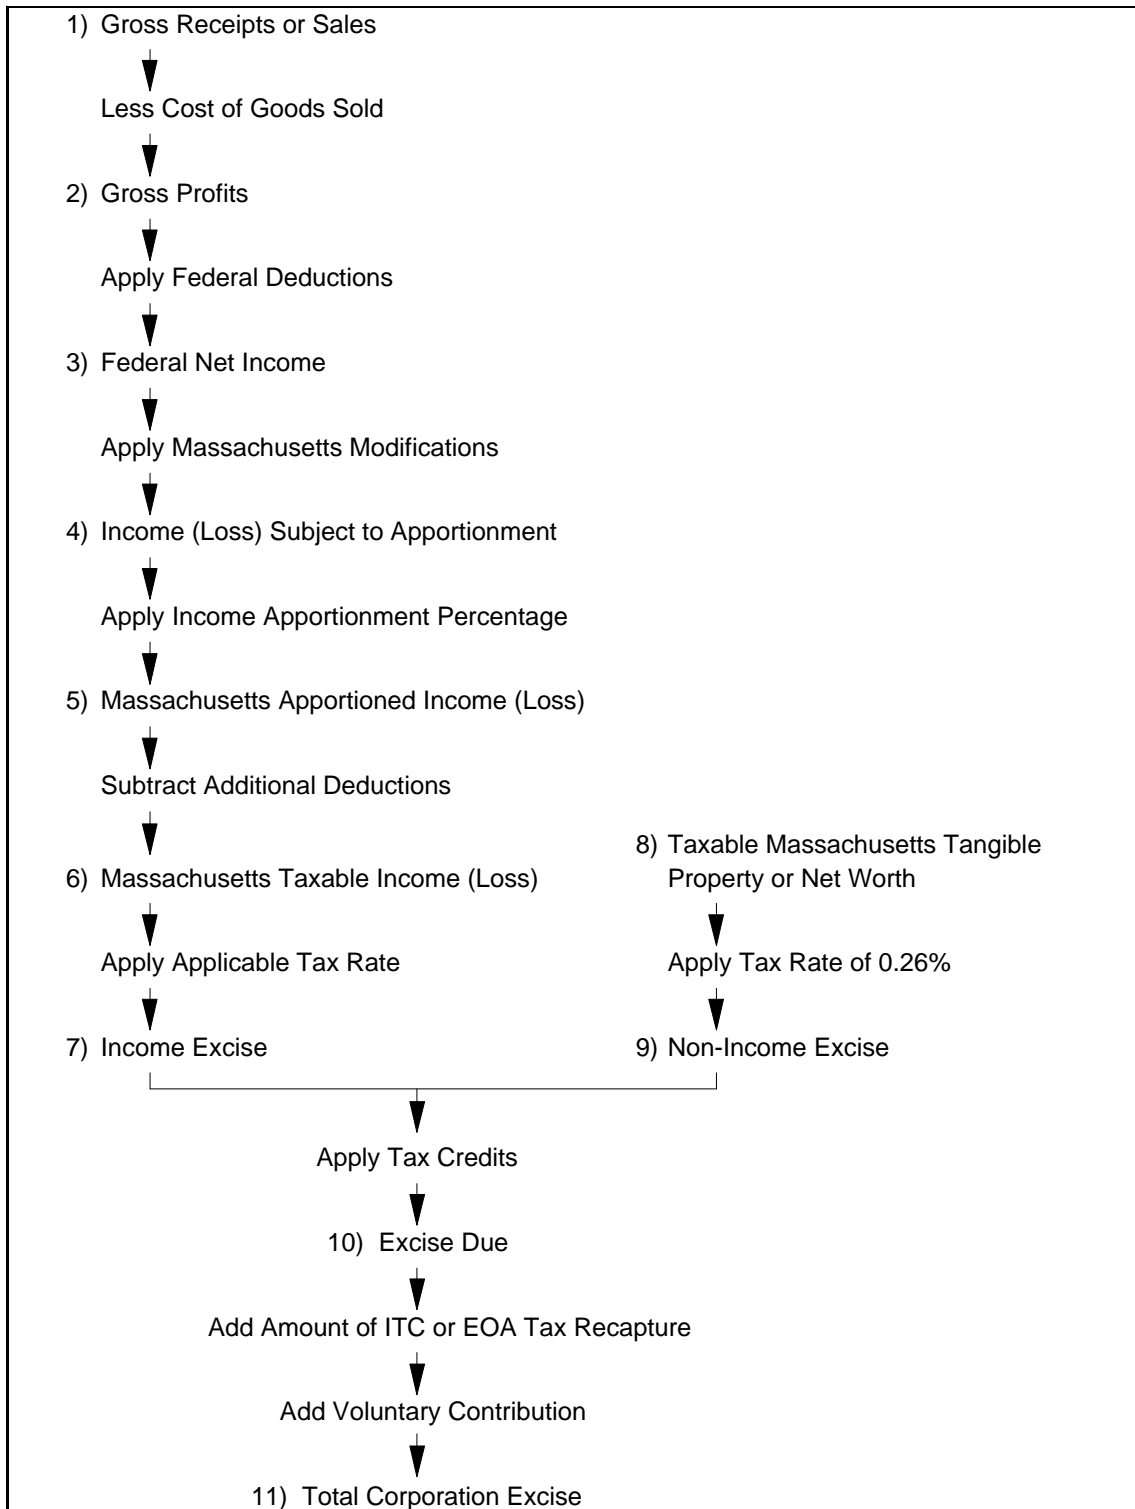 1) Gross Receipts or Sales
Less Cost of Goods Sold
2) Gross Profits
Apply Federal Deductions
3) Federal Net Income
Apply Massachusetts Modifications
4) Income (Loss) Subject to Apportionment
Apply Income Apportionment Percentage
5) Massachusetts Apportioned Income (Loss)
Subtract Additional Deductions
6) Massachusetts Taxable Income (Loss)
Apply Applicable Tax Rate
7) Income Excise
8) Taxable Massachusetts Tangible
Property or Net Worth
Apply Tax Rate of 0.26%
9) Non-Income Excise
Apply Tax Credits
10) Excise Due
Add Amount of ITC or EOA Tax Recapture
Add Voluntary Contribution
11) Total Corporation Excise